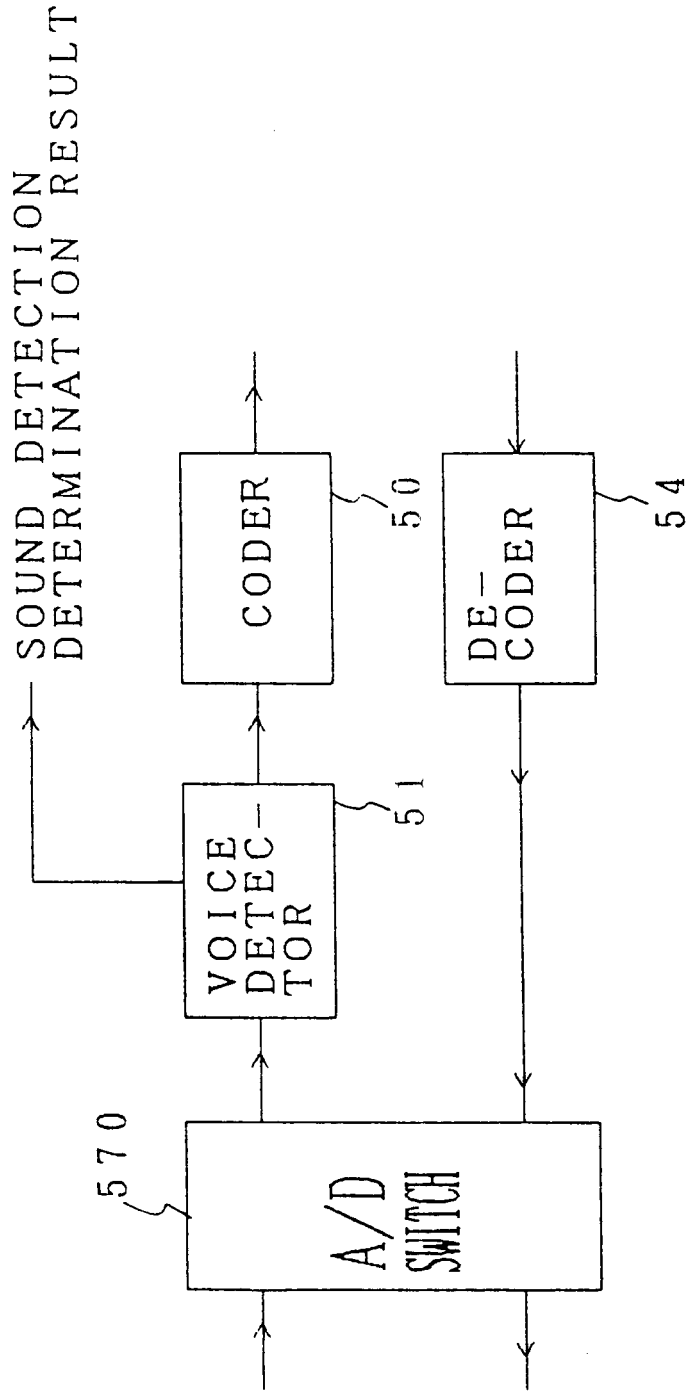 SOUND DETECTION
DETERMINATION RESULT
570
A/D
SWITCH
VOICE
DETEC-
TOR
51
CODER
50
DE-
CODER
54